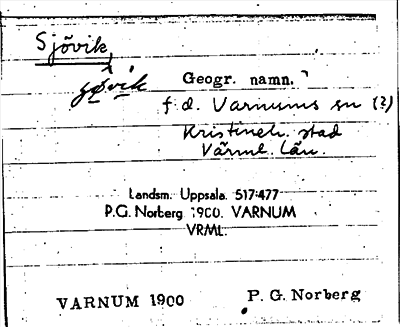 Sjövik
Geogr. namn.
f.d. Varnums sn (?)
Kristineh. stad
Värml. län.
Landsm. Uppsala. 517:477
P.G. Norberg 1900. VARNUM
VRML.
VARNUM 1900 P. G. Norberg